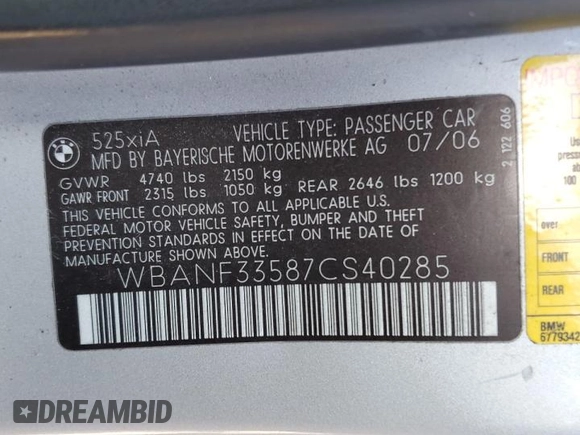 BMW
525xiA VEHICLE TYPE: PASSENGER CAR
MFD BY BAYERISCHE MOTORENWERKE AG 07/06
GVWR 4740 lbs 2150 kg
GAWR FRONT 2315 lbs 1050 kg REAR 2646 lbs 1200 kg
THIS VEHICLE CONFORMS TO ALL APPLICABLE U.S.
FEDERAL MOTOR VEHICLE SAFETY, BUMPER AND THEFT
PREVENTION STANDARDS IN EFFECT ON THE DATE OF
MANUFACTURE SHOWN ABOVE.
WBANF33587CS40285
2 122 606
over
FRONT
REAR
BMW
6779342
DREAMBID